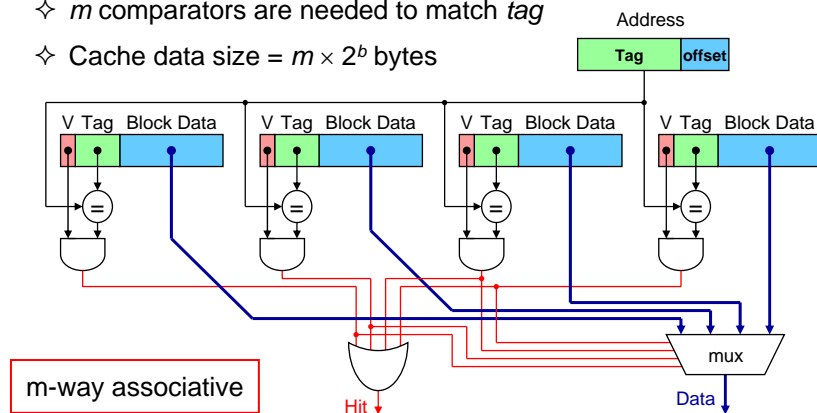 ✧ m comparators are needed to match tag
✧ Cache data size = m × 2^b bytes
Address
Tag offset
V Tag Block Data V Tag Block Data V Tag Block Data V Tag Block Data
= = = =
mux
m-way associative
Hit
Data